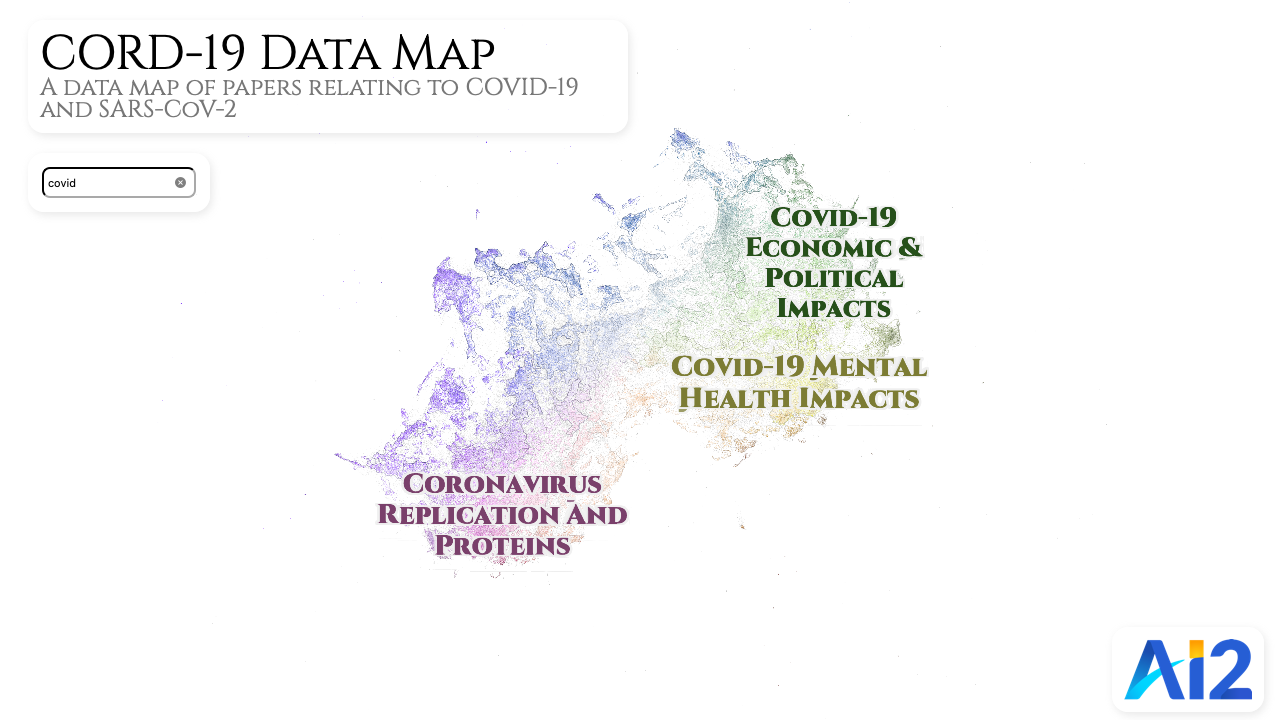 CORD-19 Data Map
A data map of papers relating to COVID-19
and SARS-CoV-2
covid
Covid-19
Economic &
Political
Impacts
Covid-19 Mental
Health Impacts
Coronavirus
Replication And
Proteins
Ai2